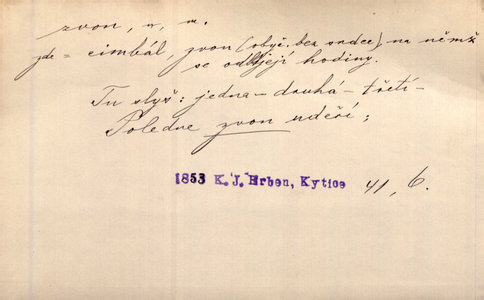 zvon, u, m.
zde = cimbál, zvon (obyč. bez srdce), na němž
se odbíjejí hodiny.
Tu slyš: jedna – druhá – třetí –
Poledne zvon udeří;
1853 K. J. Erben, Kytice 41, 6.